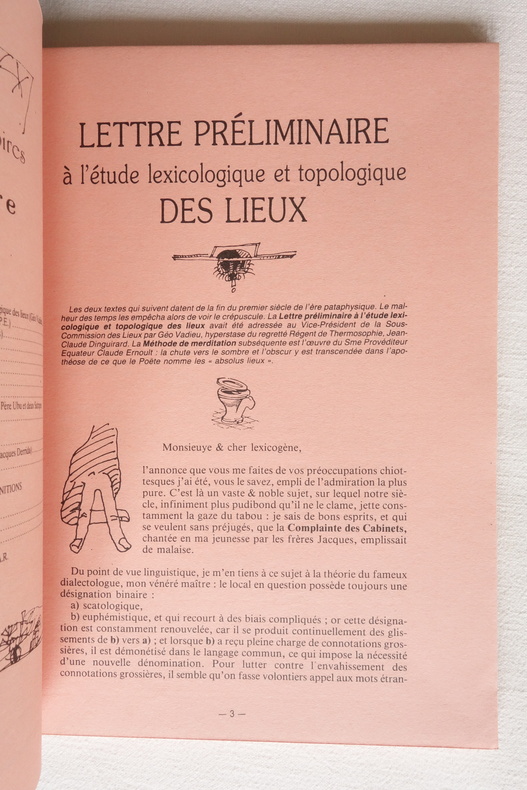 oires
re
pique des lieux (Géo Vadieu)
P.E.)
Père Ubu et deux
acques Derrida)
NITIONS
A.R.
LETTRE PRÉLIMINAIRE
à l'étude lexicologique et topologique
DES LIEUX
Les deux textes qui suivent datent de la fin du premier siècle de l'ère pataphysique. Le mal-
heur des temps les empêcha alors de voir le crépuscule. La Lettre préliminaire à l'étude lexi-
cologique et topologique des lieux avait été adressée au Vice-Président de la Sous-
Commission des Lieux par Géo Vadieu, hyperstase du regretté Régent de Thermosophie, Jean-
Claude Dinguirard. La Méthode de merditation subséquente est l'œuvre du Sme Provéditeur
Equateur Claude Ernoult : la chute vers le sombre et l'obscur y est transcendée dans l'apo-
théose de ce que le Poète nomme les « absolus lieux ».
Monsieuye & cher lexicogène,
l'annonce que vous me faites de vos préoccupations chiot-
tesques j'ai été, vous le savez, empli de l'admiration la plus
pure. C'est là un vaste & noble sujet, sur lequel notre siè-
cle, infiniment plus pudibond qu'il ne le clame, jette cons-
tamment la gaze du tabou : je sais de bons esprits, et qui
se veulent sans préjugés, que la Complainte des Cabinets,
chantée en ma jeunesse par les frères Jacques, emplissait
de malaise.
Du point de vue linguistique, je m'en tiens à ce sujet à la théorie du fameux
dialectologue, mon vénéré maître : le local en question possède toujours une
désignation binaire :
a) scatologique,
b) euphémistique, et qui recourt à des biais compliqués ; or cette désigna-
tion est constamment renouvelée, car il se produit continuellement des glis-
sements de b) vers a) ; et lorsque b) a reçu pleine charge de connotations gros-
sières, il est démonétisé dans le langage commun, ce qui impose la nécessité
d'une nouvelle dénomination. Pour lutter contre l'envahissement des
connotations grossières, il semble qu'on fasse volontiers appel aux mots étran-
— 3 —